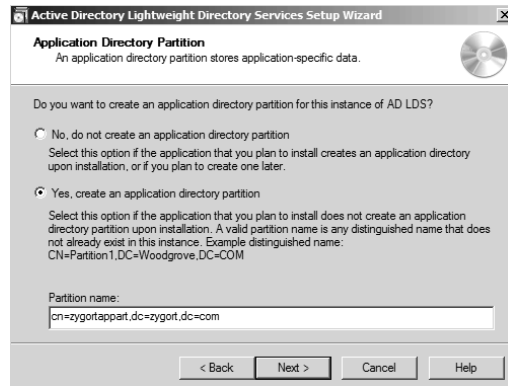 Active Directory Lightweight Directory Services Setup Wizard
Application Directory Partition
An application directory partition stores application-specific data.
Do you want to create an application directory partition for this instance of AD LDS?
No, do not create an application directory partition
Select this option if the application that you plan to install creates an application directory
upon installation, or if you plan to create one later.
Yes, create an application directory partition
Select this option if the application that you plan to install does not create an application
directory partition upon installation. A valid partition name is any distinguished name that does
not already exist in this instance. Example distinguished name:
CN=Partition1,DC=Woodgrove,DC=COM
Partition name:
cn=zygortappart,dc=zygort,dc=com
< Back Next > Cancel Help